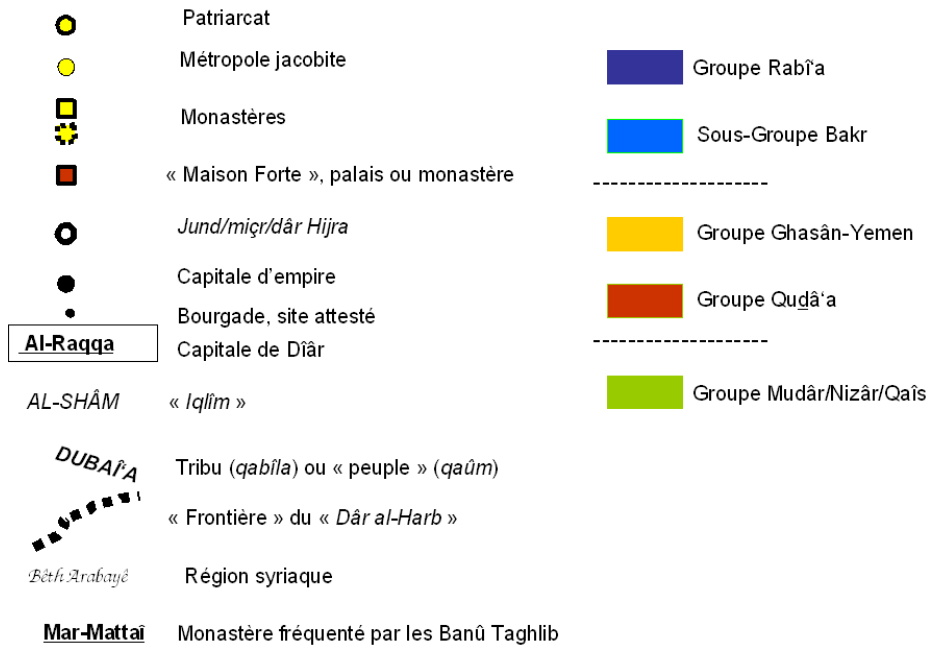 Patriarcat
Métropole jacobite
Monastères
« Maison Forte », palais ou monastère
Jund/miçr/dâr Hijra
Capitale d’empire
Bourgade, site attesté
Al-Raqqa Capitale de Dîâr
AL-SHÂM « Iqlîm »
DUBAÎ‘A Tribu (qabîla) ou « peuple » (qaûm)
« Frontière » du « Dâr al-Harb »
Bêth Arabayê Région syriaque
Mar-Mattaî Monastère fréquenté par les Banû Taghlib
Groupe Rabî‘a
Sous-Groupe Bakr
Groupe Ghasân-Yemen
Groupe Quḏâ‘a
Groupe Mudâr/Nizâr/Qaîs